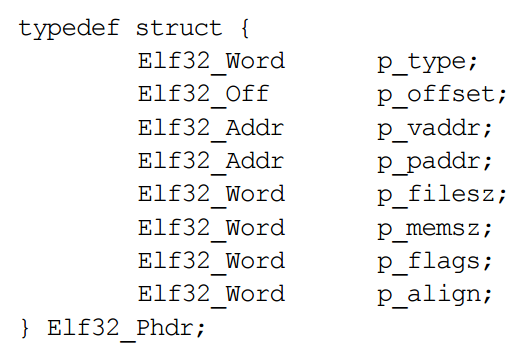 typedef struct {
Elf32_Word p_type;
Elf32_Off p_offset;
Elf32_Addr p_vaddr;
Elf32_Addr p_paddr;
Elf32_Word p_filesz;
Elf32_Word p_memsz;
Elf32_Word p_flags;
Elf32_Word p_align;
} Elf32_Phdr;